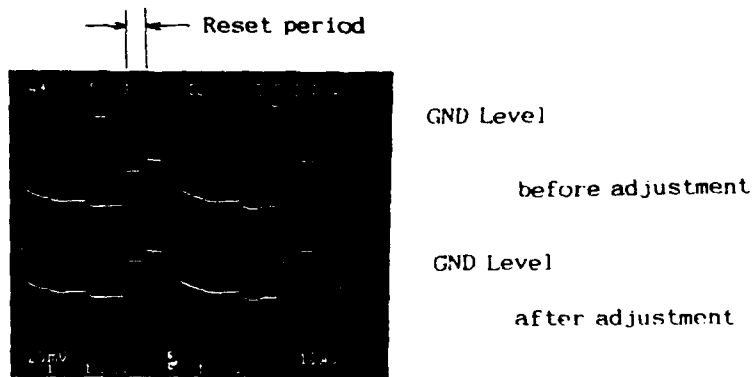 Reset period
GND Level
before adjustment
GND Level
after adjustment